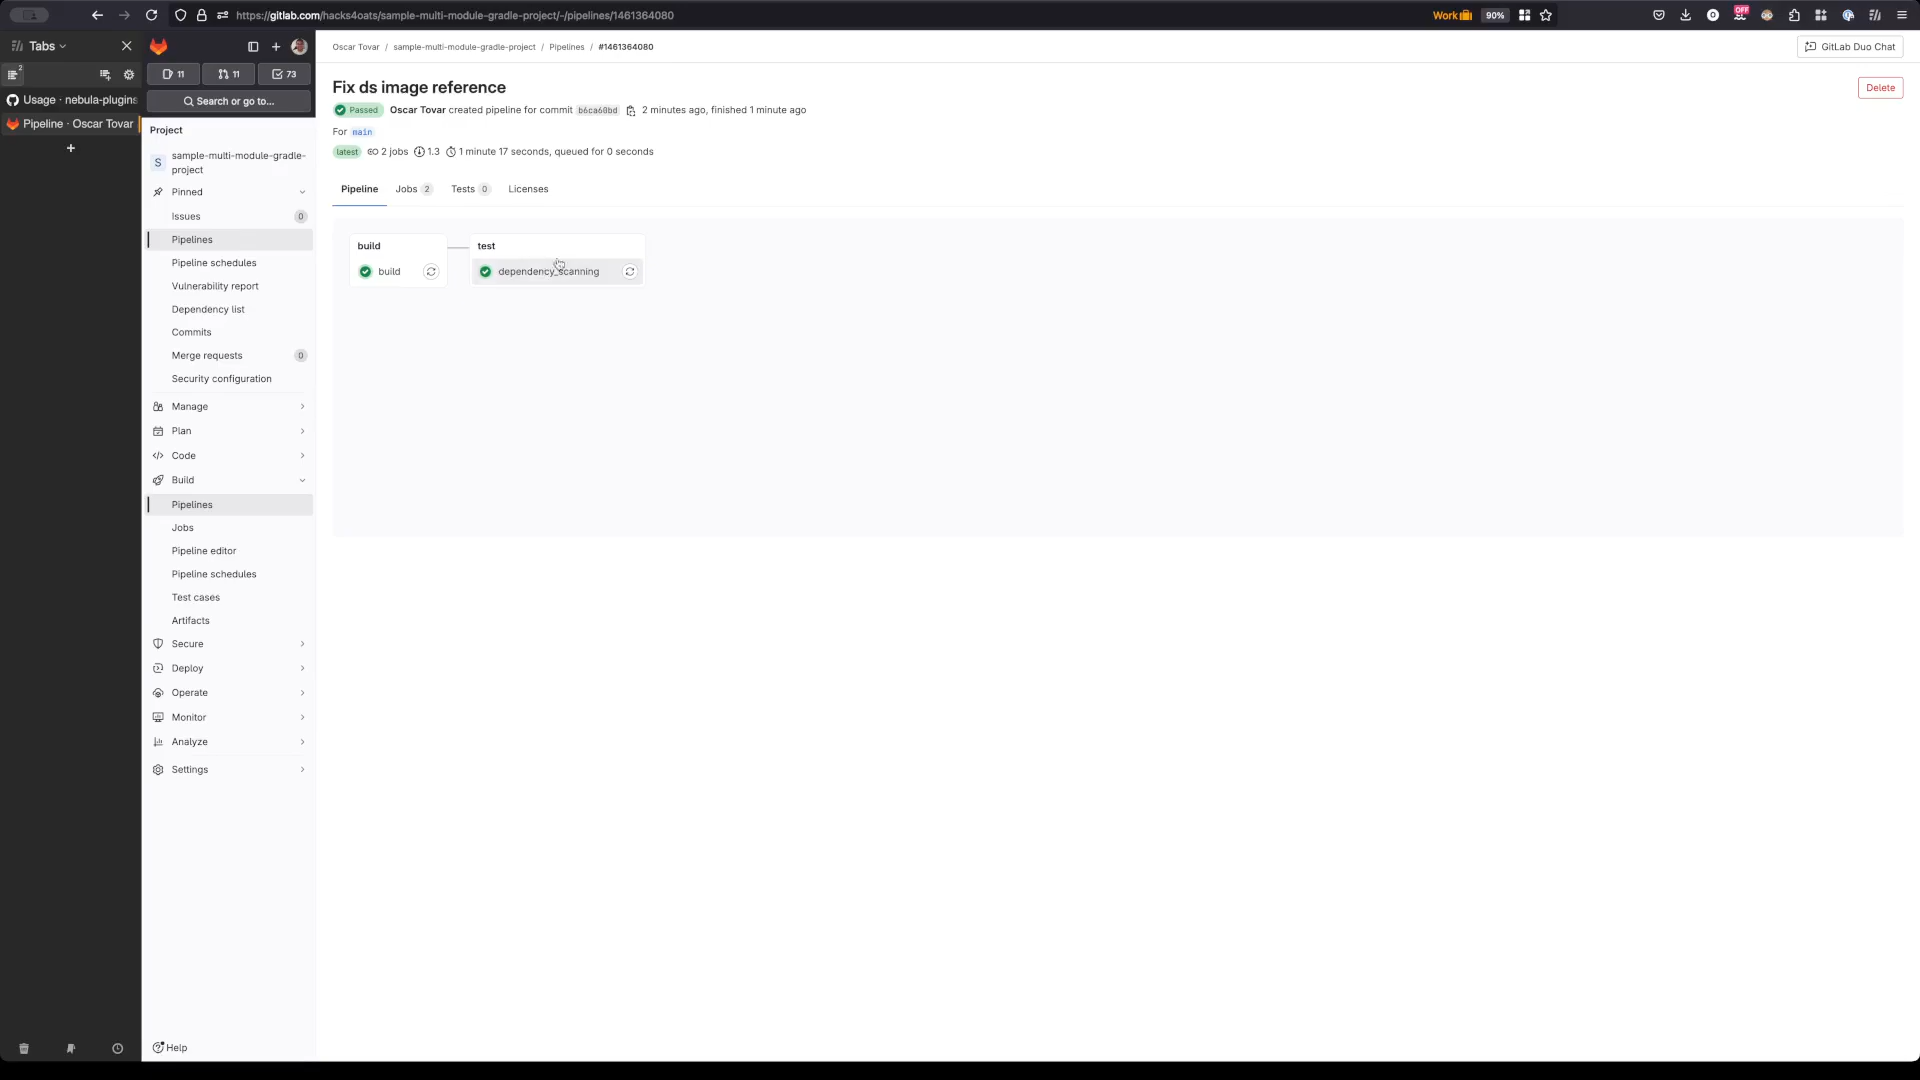 https://gitlab.com/hacks4oats/sample-multi-module-gradle-project/-/pipelines/1461364080
Work
90%
OFF
Tabs
2
Usage · nebula-plugins
Pipeline · Oscar Tovar
11
11
73
Search or go to...
Project
S
sample-multi-module-gradle-
project
Pinned
Issues 0
Pipelines
Pipeline schedules
Vulnerability report
Dependency list
Commits
Merge requests 0
Security configuration
Manage
Plan
Code
Build
Pipelines
Jobs
Pipeline editor
Pipeline schedules
Test cases
Artifacts
Secure
Deploy
Operate
Monitor
Analyze
Settings
Help
Oscar Tovar / sample-multi-module-gradle-project / Pipelines / #1461364080
GitLab Duo Chat
Fix ds image reference
Delete
Passed Oscar Tovar created pipeline for commit b6ca60bd 2 minutes ago, finished 1 minute ago
For main
latest 2 jobs 1.3 1 minute 17 seconds, queued for 0 seconds
Pipeline Jobs 2 Tests 0 Licenses
build
build
test
dependency_scanning